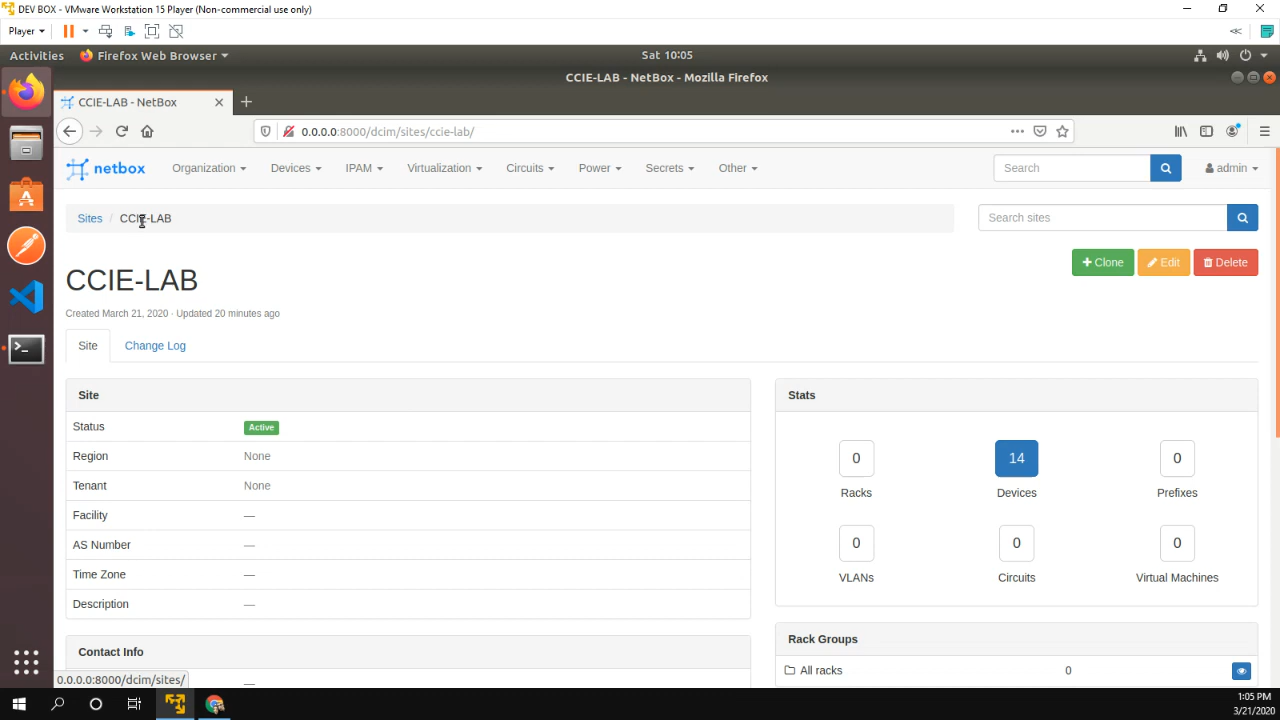 DEV BOX - VMware Workstation 15 Player (Non-commercial use only)
Player
Activities
Firefox Web Browser
Sat 10:05
CCIE-LAB - NetBox - Mozilla Firefox
CCIE-LAB - NetBox
0.0.0.0:8000/dcim/sites/ccie-lab/
netbox
Organization
Devices
IPAM
Virtualization
Circuits
Power
Secrets
Other
Search
admin
Sites / CCIE-LAB
Search sites
Clone
Edit
Delete
CCIE-LAB
Created March 21, 2020 · Updated 20 minutes ago
Site
Change Log
Site
Status Active
Region None
Tenant None
Facility —
AS Number —
Time Zone —
Description —
Contact Info
—
Stats
0 14 0
Racks Devices Prefixes
0 0 0
VLANs Circuits Virtual Machines
Rack Groups
All racks 0
0.0.0.0:8000/dcim/sites/
1:05 PM
3/21/2020